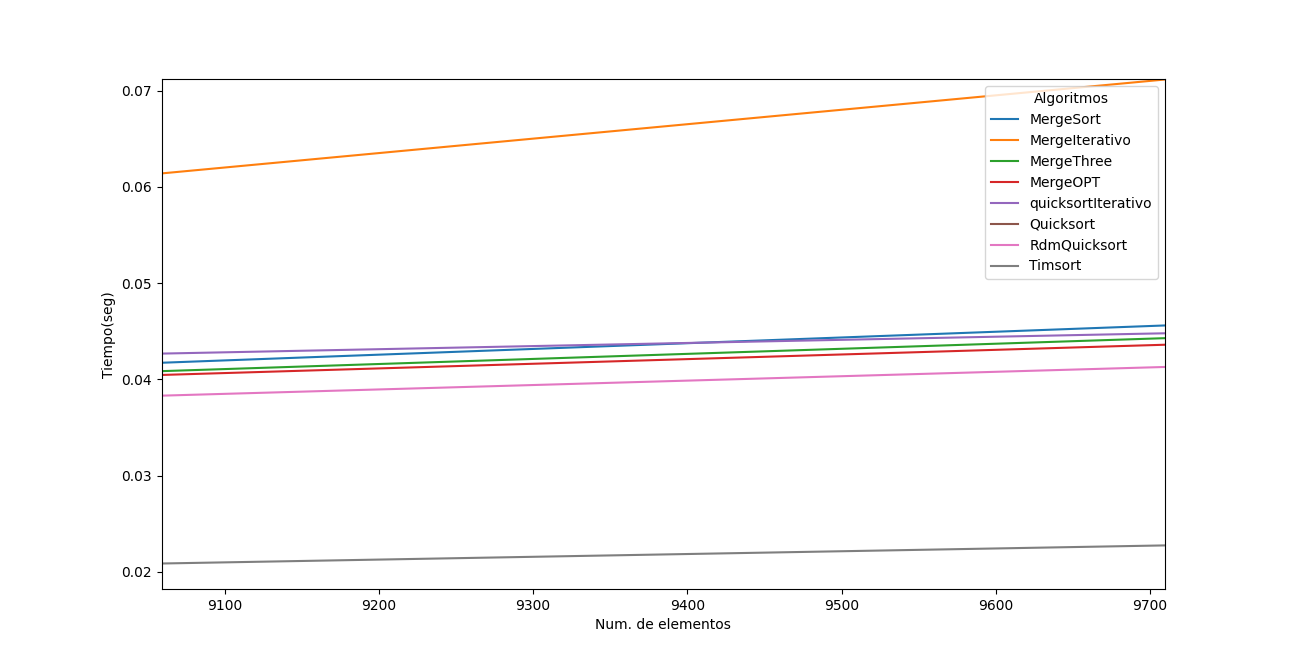 0.07
0.06
0.05
0.04
0.03
0.02
Tiempo(seg)
Algoritmos
MergeSort
MergeIterativo
MergeThree
MergeOPT
quicksortIterativo
Quicksort
RdmQuicksort
Timsort
9100 9200 9300 9400 9500 9600 9700
Num. de elementos